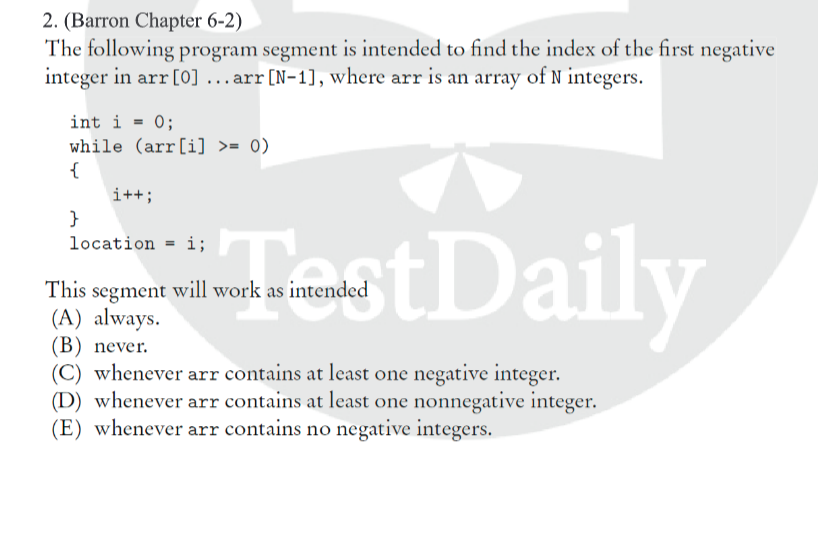 2. (Barron Chapter 6-2)
The following program segment is intended to find the index of the first negative
integer in arr[0] ...arr[N-1], where arr is an array of N integers.
int i = 0;
while (arr[i] >= 0)
{
i++;
}
location = i;
TestDaily
This segment will work as intended
(A) always.
(B) never.
(C) whenever arr contains at least one negative integer.
(D) whenever arr contains at least one nonnegative integer.
(E) whenever arr contains no negative integers.